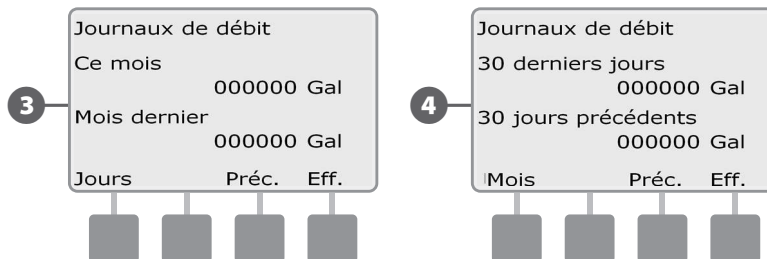 3
Journaux de débit
Ce mois
000000 Gal
Mois dernier
000000 Gal
Jours Préc. Eff.
4
Journaux de débit
30 derniers jours
000000 Gal
30 jours précédents
000000 Gal
Mois Préc. Eff.